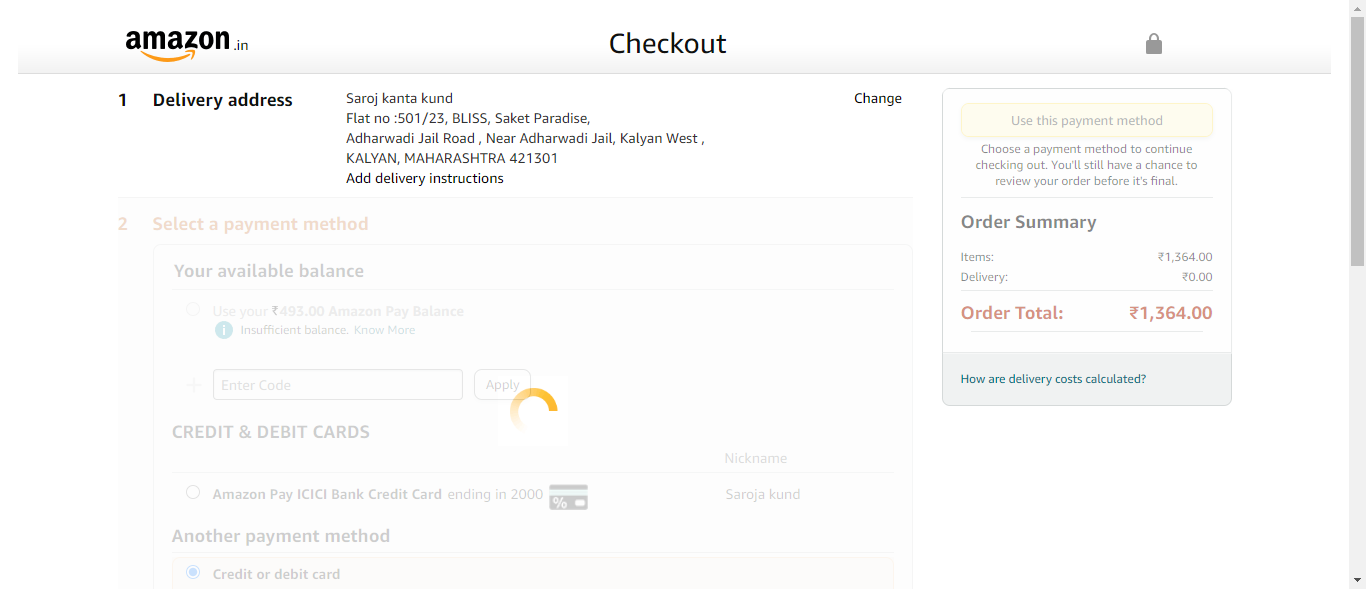 amazon.in
Checkout
1 Delivery address
Saroj kanta kund
Flat no :501/23, BLISS, Saket Paradise,
Adharwadi Jail Road , Near Adharwadi Jail, Kalyan West ,
KALYAN, MAHARASHTRA 421301
Add delivery instructions
Change
2 Select a payment method
Your available balance
Use your ₹493.00 Amazon Pay Balance
i Insufficient balance. Know More
+ Enter Code Apply
CREDIT & DEBIT CARDS
Nickname
Amazon Pay ICICI Bank Credit Card ending in 2000 % Saroja kund
Another payment method
Credit or debit card
Use this payment method
Choose a payment method to continue
checking out. You'll still have a chance to
review your order before it's final.
Order Summary
Items: ₹1,364.00
Delivery: ₹0.00
Order Total: ₹1,364.00
How are delivery costs calculated?